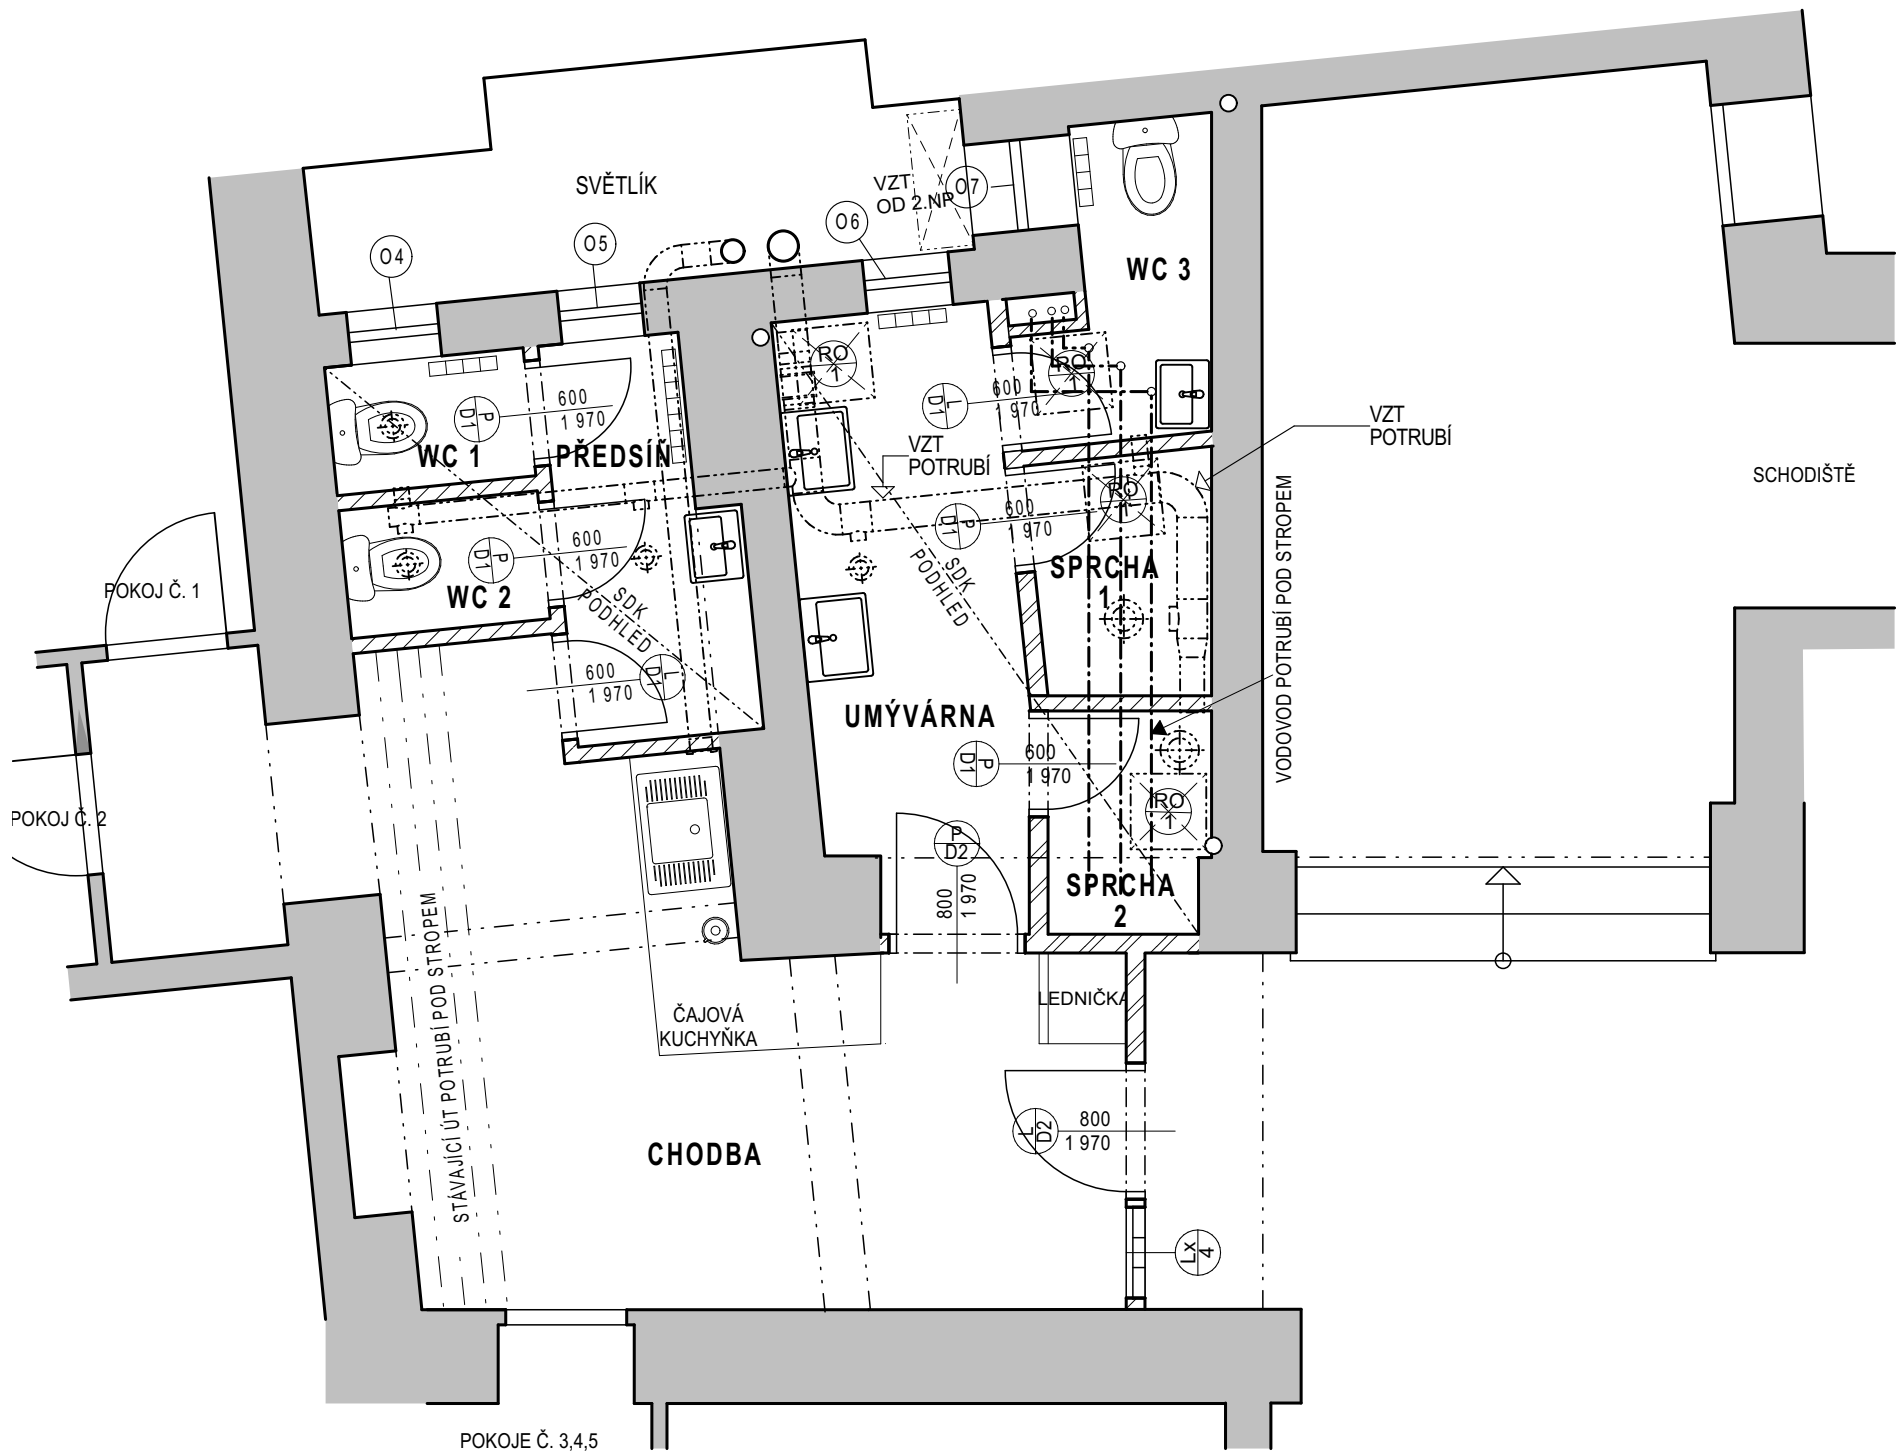 SVĚTLÍK
VZT
OD 2.NP
O7
O6
O5
O4
WC 3
RO
1
RO
1
P
D1
600
1 970
L
D1
600
1 970
VZT
POTRUBÍ
WC 1
PŘEDSÍŇ
VZT
POTRUBÍ
SCHODIŠTĚ
RO
1
P
D1
600
1 970
P
D1
600
1 970
SDK
PODHLED
SDK
PODHLED
SPRCHA
1
VODOVOD POTRUBÍ POD STROPEM
POKOJ Č. 1
WC 2
L
D1
600
1 970
UMÝVÁRNA
P
D1
600
1 970
RO
1
POKOJ Č. 2
P
D2
800
1 970
SPRCHA
2
STÁVAJÍCÍ ÚT POTRUBÍ POD STROPEM
LEDNIČKA
ČAJOVÁ
KUCHYŇKA
L
D2
800
1 970
CHODBA
Lx
4
POKOJE Č. 3,4,5